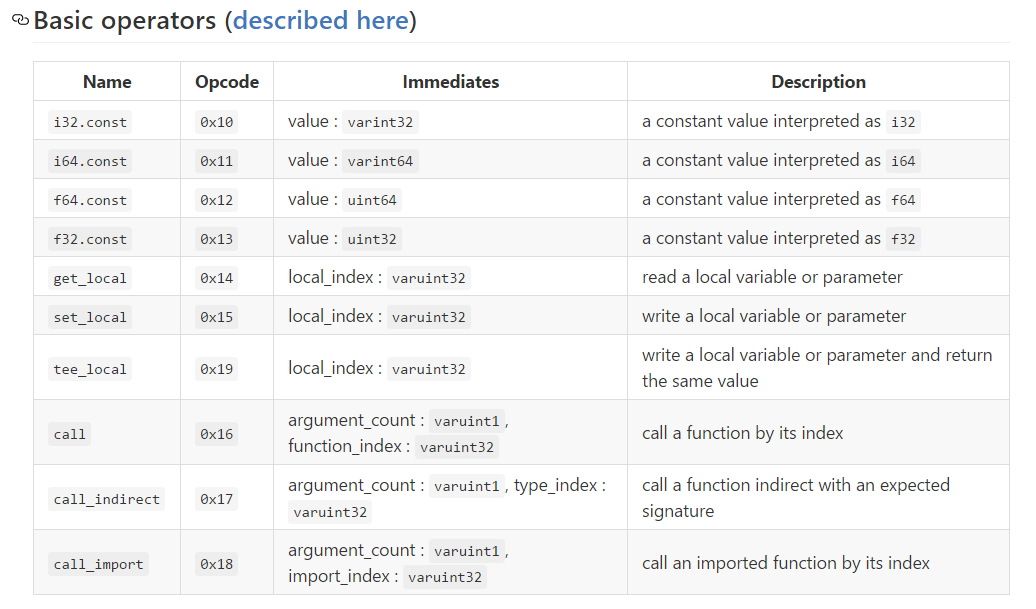 Basic operators (described here)
Name Opcode Immediates Description
i32.const 0x10 value : varint32 a constant value interpreted as i32
i64.const 0x11 value : varint64 a constant value interpreted as i64
f64.const 0x12 value : uint64 a constant value interpreted as f64
f32.const 0x13 value : uint32 a constant value interpreted as f32
get_local 0x14 local_index : varuint32 read a local variable or parameter
set_local 0x15 local_index : varuint32 write a local variable or parameter
tee_local 0x19 local_index : varuint32 write a local variable or parameter and return
the same value
call 0x16 argument_count : varuint1 ,
function_index : varuint32 call a function by its index
call_indirect 0x17 argument_count : varuint1 , type_index :
varuint32 call a function indirect with an expected
signature
call_import 0x18 argument_count : varuint1 ,
import_index : varuint32 call an imported function by its index